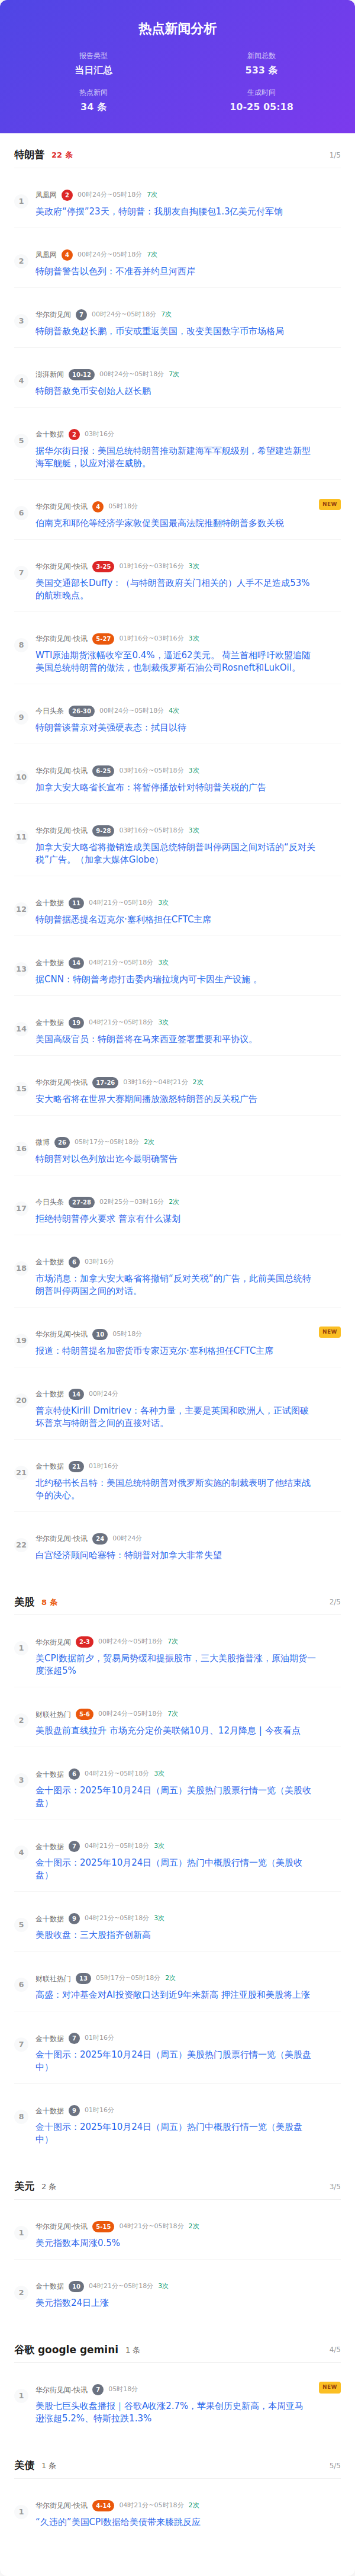 热点新闻分析
报告类型
当日汇总
新闻总数
533 条
热点新闻
34 条
生成时间
10-25 05:18
特朗普 22 条 1/5
1
凤凰网 2 00时24分~05时18分 7次
美政府“停摆”23天，特朗普：我朋友自掏腰包1.3亿美元付军饷
2
凤凰网 4 00时24分~05时18分 7次
特朗普警告以色列：不准吞并约旦河西岸
3
华尔街见闻 7 00时24分~05时18分 7次
特朗普赦免赵长鹏，币安或重返美国，改变美国数字币市场格局
4
澎湃新闻 10-12 00时24分~05时18分 7次
特朗普赦免币安创始人赵长鹏
5
金十数据 2 03时16分
据华尔街日报：美国总统特朗普推动新建海军军舰级别，希望建造新型
海军舰艇，以应对潜在威胁。
6
华尔街见闻-快讯 4 05时18分 NEW
伯南克和耶伦等经济学家敦促美国最高法院推翻特朗普多数关税
7
华尔街见闻-快讯 3-25 01时16分~03时16分 3次
美国交通部长Duffy：（与特朗普政府关门相关的）人手不足造成53%
的航班晚点。
8
华尔街见闻-快讯 5-27 01时16分~03时16分 3次
WTI原油期货涨幅收窄至0.4%，逼近62美元。 荷兰首相呼吁欧盟追随
美国总统特朗普的做法，也制裁俄罗斯石油公司Rosneft和LukOil。
9
今日头条 26-30 00时24分~05时18分 4次
特朗普谈普京对美强硬表态：拭目以待
10
华尔街见闻-快讯 6-25 03时16分~05时18分 3次
加拿大安大略省长宣布：将暂停播放针对特朗普关税的广告
11
华尔街见闻-快讯 9-28 03时16分~05时18分 3次
加拿大安大略省将撤销造成美国总统特朗普叫停两国之间对话的“反对关
税”广告。（加拿大媒体Globe）
12
金十数据 11 04时21分~05时18分 3次
特朗普据悉提名迈克尔·塞利格担任CFTC主席
13
金十数据 14 04时21分~05时18分 3次
据CNN：特朗普考虑打击委内瑞拉境内可卡因生产设施 。
14
金十数据 19 04时21分~05时18分 3次
美国高级官员：特朗普将在马来西亚签署重要和平协议。
15
华尔街见闻-快讯 17-26 03时16分~04时21分 2次
安大略省将在世界大赛期间播放激怒特朗普的反关税广告
16
微博 26 05时17分~05时18分 2次
特朗普对以色列放出迄今最明确警告
17
今日头条 27-28 02时25分~03时16分 2次
拒绝特朗普停火要求 普京有什么谋划
18
金十数据 6 03时16分
市场消息：加拿大安大略省将撤销“反对关税”的广告，此前美国总统特
朗普叫停两国之间的对话。
19
华尔街见闻-快讯 10 05时18分 NEW
报道：特朗普提名加密货币专家迈克尔·塞利格担任CFTC主席
20
金十数据 14 00时24分
普京特使Kirill Dmitriev：各种力量，主要是英国和欧洲人，正试图破
坏普京与特朗普之间的直接对话。
21
金十数据 21 01时16分
北约秘书长吕特：美国总统特朗普对俄罗斯实施的制裁表明了他结束战
争的决心。
22
华尔街见闻-快讯 24 00时24分
白宫经济顾问哈塞特：特朗普对加拿大非常失望
美股 8 条 2/5
1
华尔街见闻 2-3 00时24分~05时18分 7次
美CPI数据前夕，贸易局势缓和提振股市，三大美股指普涨，原油期货一
度涨超5%
2
财联社热门 5-6 00时24分~05时18分 7次
美股盘前直线拉升 市场充分定价美联储10月、12月降息 | 今夜看点
3
金十数据 6 04时21分~05时18分 3次
金十图示：2025年10月24日（周五）美股热门股票行情一览（美股收
盘）
4
金十数据 7 04时21分~05时18分 3次
金十图示：2025年10月24日（周五）热门中概股行情一览（美股收
盘）
5
金十数据 9 04时21分~05时18分 3次
美股收盘：三大股指齐创新高
6
财联社热门 13 05时17分~05时18分 2次
高盛：对冲基金对AI投资敞口达到近9年来新高 押注亚股和美股将上涨
7
金十数据 7 01时16分
金十图示：2025年10月24日（周五）美股热门股票行情一览（美股盘
中）
8
金十数据 9 01时16分
金十图示：2025年10月24日（周五）热门中概股行情一览（美股盘
中）
美元 2 条 3/5
1
华尔街见闻-快讯 5-15 04时21分~05时18分 2次
美元指数本周涨0.5%
2
金十数据 10 04时21分~05时18分 3次
美元指数24日上涨
谷歌 google gemini 1 条 4/5
1
华尔街见闻-快讯 7 05时18分 NEW
美股七巨头收盘播报｜谷歌A收涨2.7%，苹果创历史新高，本周亚马
逊涨超5.2%、特斯拉跌1.3%
美债 1 条 5/5
1
华尔街见闻-快讯 4-14 04时21分~05时18分 2次
“久违的”美国CPI数据给美债带来膝跳反应